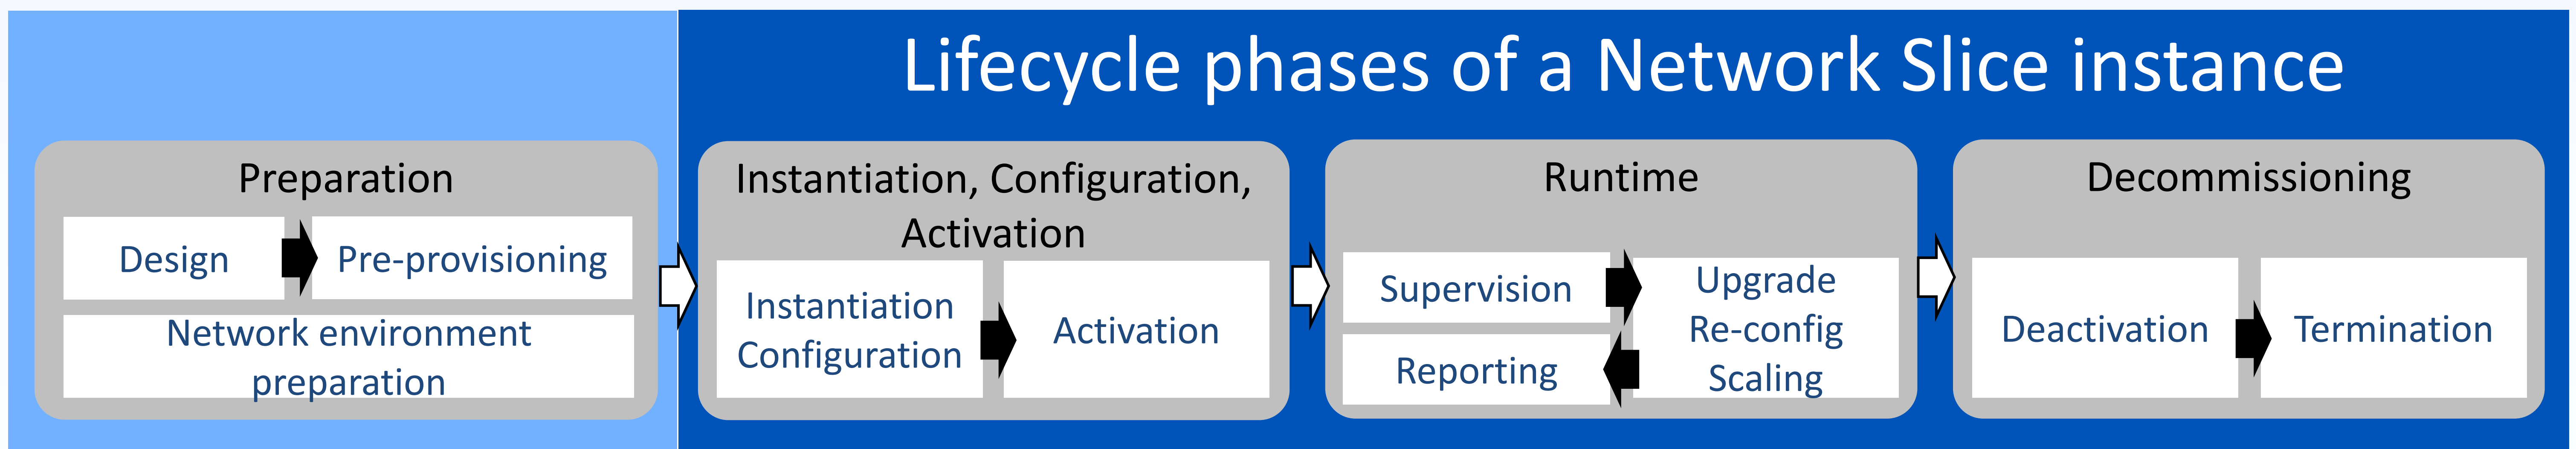 Lifecycle phases of a Network Slice instance
Preparation
Design
Pre-provisioning
Network environment
preparation
Instantiation, Configuration,
Activation
Instantiation
Configuration
Activation
Runtime
Supervision
Reporting
Upgrade
Re-config
Scaling
Decommissioning
Deactivation
Termination